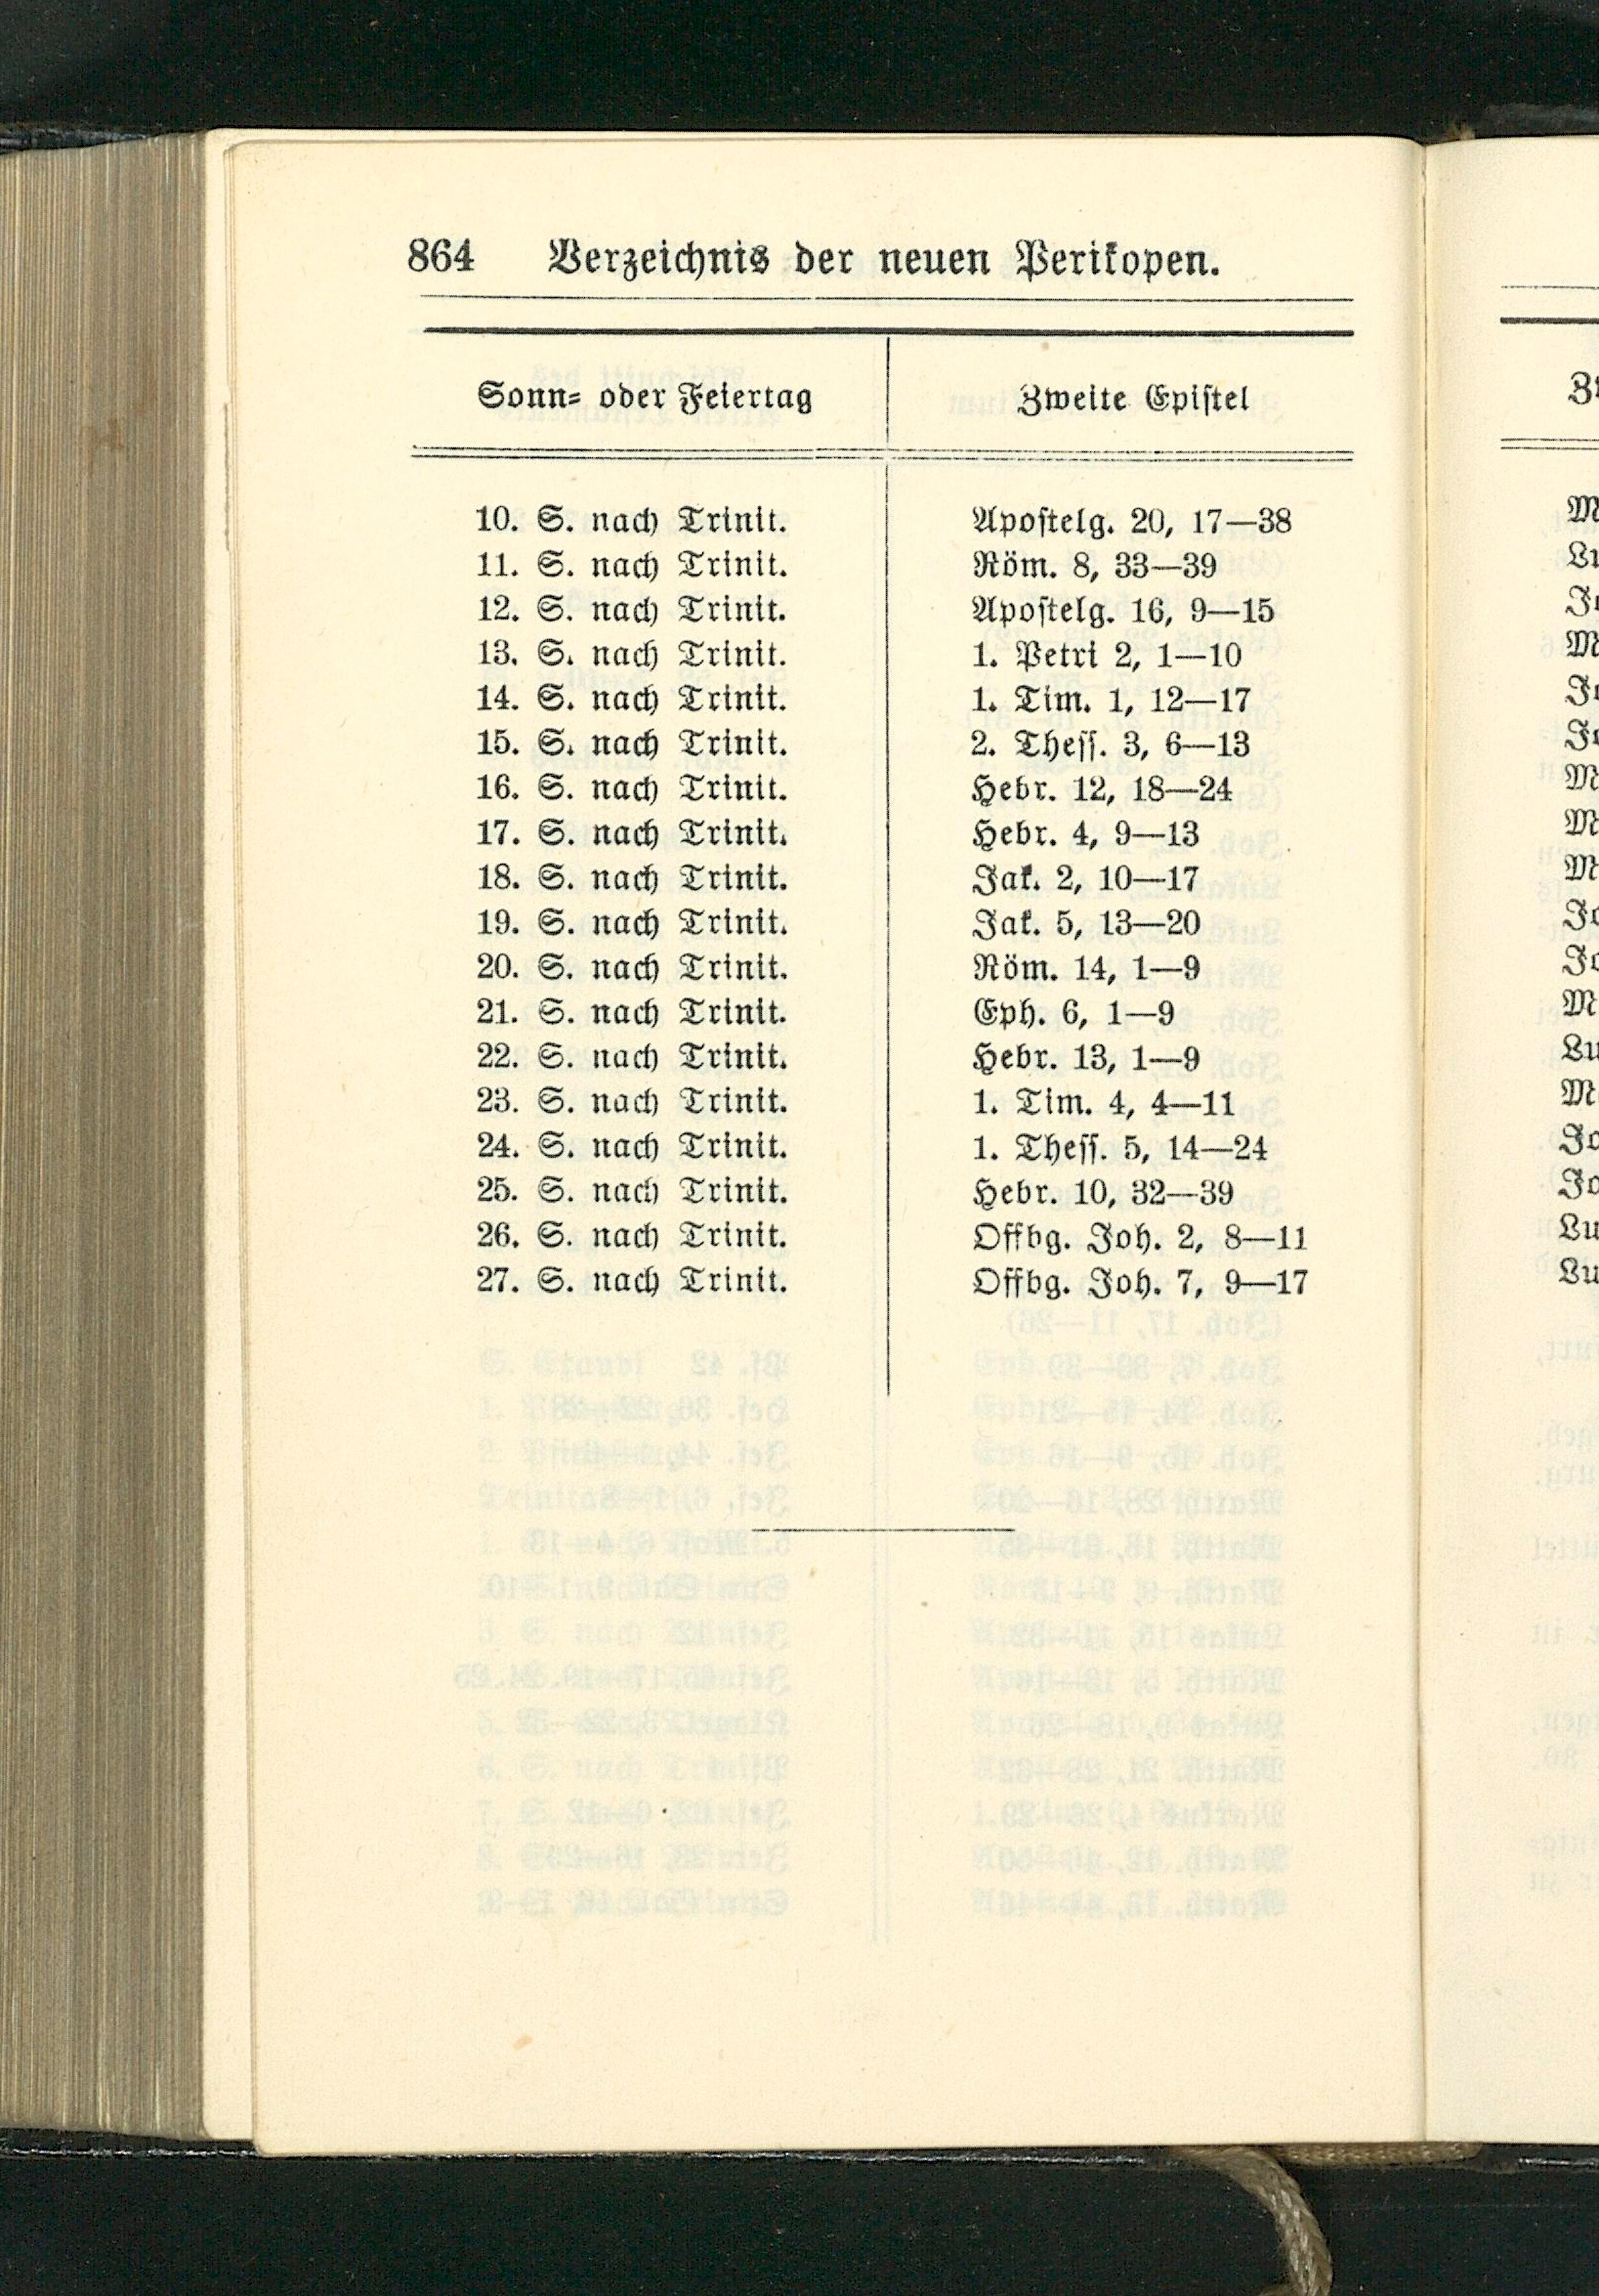 864 Verzeichnis der neuen Perikopen.
Sonn= oder Feiertag Zweite Epistel
10. S. nach Trinit. Apostelg. 20, 17—38
11. S. nach Trinit. Röm. 8, 33—39
12. S. nach Trinit. Apostelg. 16, 9—15
13. S. nach Trinit. 1. Petri 2, 1—10
14. S. nach Trinit. 1. Tim. 1, 12—17
15. S. nach Trinit. 2. Thess. 3, 6—13
16. S. nach Trinit. Hebr. 12, 18—24
17. S. nach Trinit. Hebr. 4, 9—13
18. S. nach Trinit. Jak. 2, 10—17
19. S. nach Trinit. Jak. 5, 13—20
20. S. nach Trinit. Röm. 14, 1—9
21. S. nach Trinit. Eph. 6, 1—9
22. S. nach Trinit. Hebr. 13, 1—9
23. S. nach Trinit. 1. Tim. 4, 4—11
24. S. nach Trinit. 1. Thess. 5, 14—24
25. S. nach Trinit. Hebr. 10, 32—39
26. S. nach Trinit. Offbg. Joh. 2, 8—11
27. S. nach Trinit. Offbg. Joh. 7, 9—17